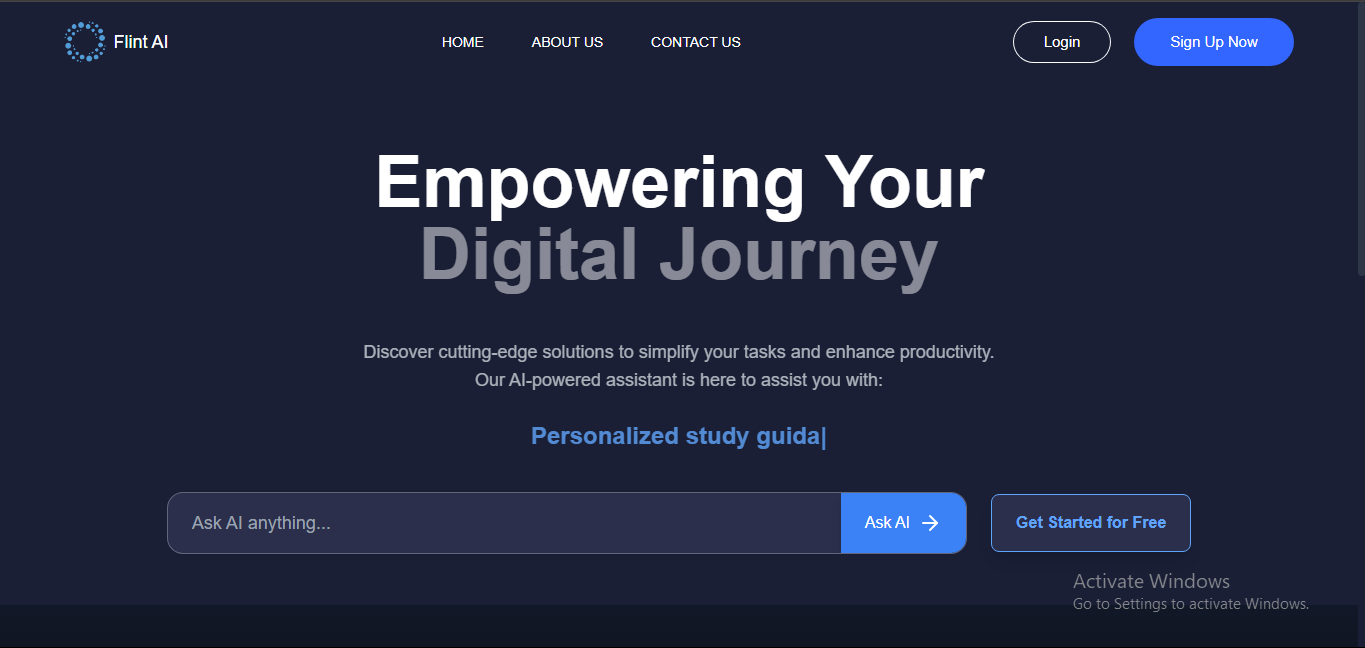 Flint AI
HOME
ABOUT US
CONTACT US
Login
Sign Up Now
Empowering Your
Digital Journey
Discover cutting-edge solutions to simplify your tasks and enhance productivity.
Our AI-powered assistant is here to assist you with:
Personalized study guida|
Ask AI anything...
Ask AI
Get Started for Free
Activate Windows
Go to Settings to activate Windows.